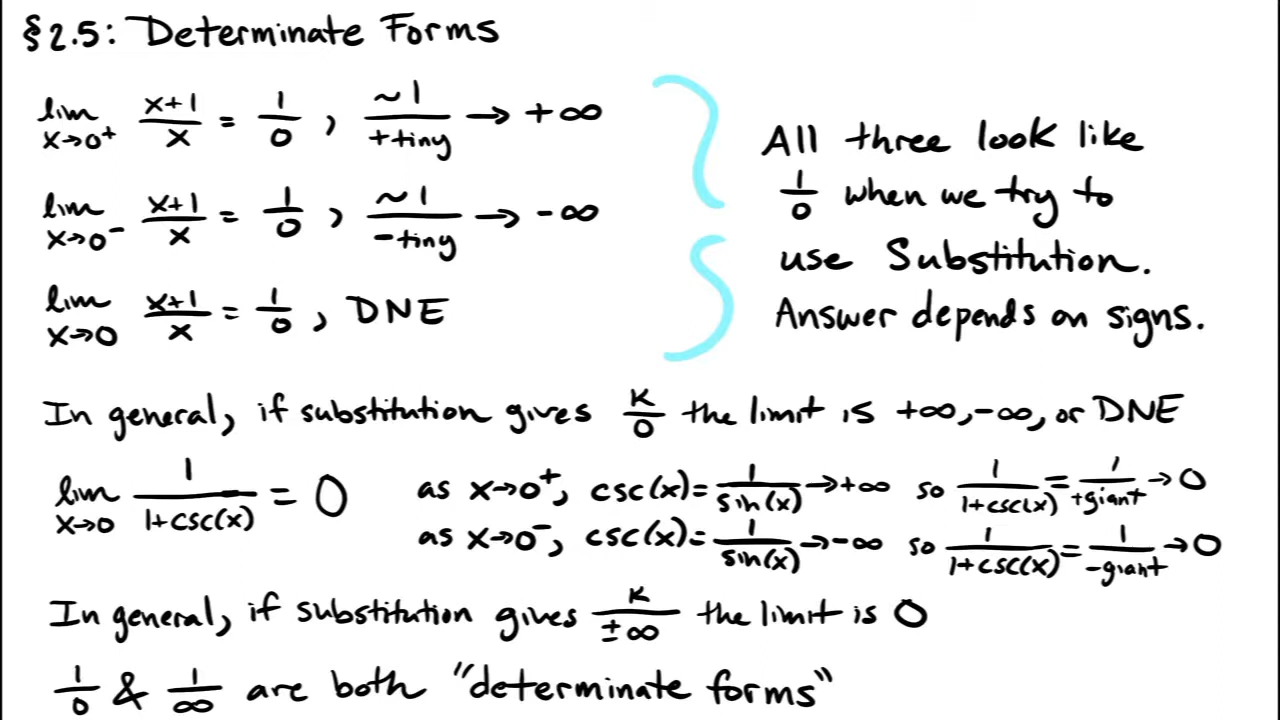 §2.5: Determinate Forms
lim x→0⁺ (x+1)/x = 1/0, ~1/+tiny → +∞
lim x→0⁻ (x+1)/x = 1/0, ~1/-tiny → -∞
lim x→0 (x+1)/x = 1/0, DNE
All three look like
1/0 when we try to
use Substitution.
Answer depends on signs.
In general, if substitution gives K/0 the limit is +∞, -∞, or DNE
lim x→0 1/(1+csc(x)) = 0
as x→0⁺, csc(x) = 1/sin(x) → +∞ so 1/(1+csc(x)) = 1/+giant → 0
as x→0⁻, csc(x) = 1/sin(x) → -∞ so 1/(1+csc(x)) = 1/-giant → 0
In general, if substitution gives K/±∞ the limit is 0
1/0 & 1/∞ are both "determinate forms"